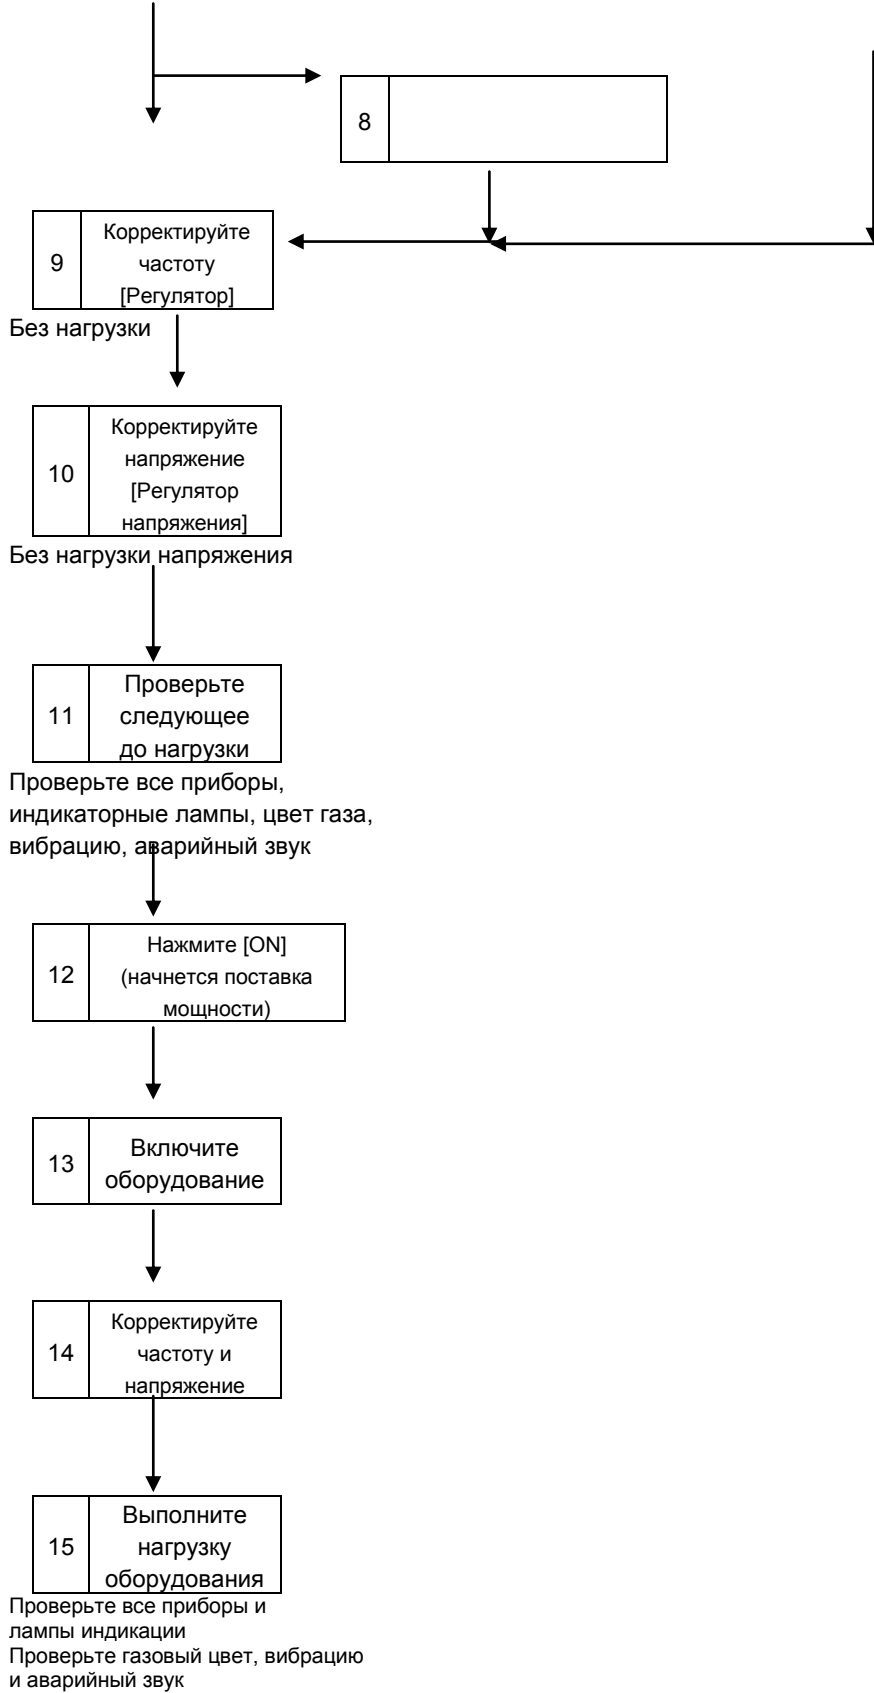 8
9
Корректируйте
частоту
[Регулятор]
Без нагрузки
10
Корректируйте
напряжение
[Регулятор
напряжения]
Без нагрузки напряжения
11
Проверьте
следующее
до нагрузки
Проверьте все приборы,
индикаторные лампы, цвет газа,
вибрацию, аварийный звук
12
Нажмите [ON]
(начнется поставка
мощности)
13
Включите
оборудование
14
Корректируйте
частоту и
напряжение
15
Выполните
нагрузку
оборудования
Проверьте все приборы и
лампы индикации
Проверьте газовый цвет, вибрацию
и аварийный звук